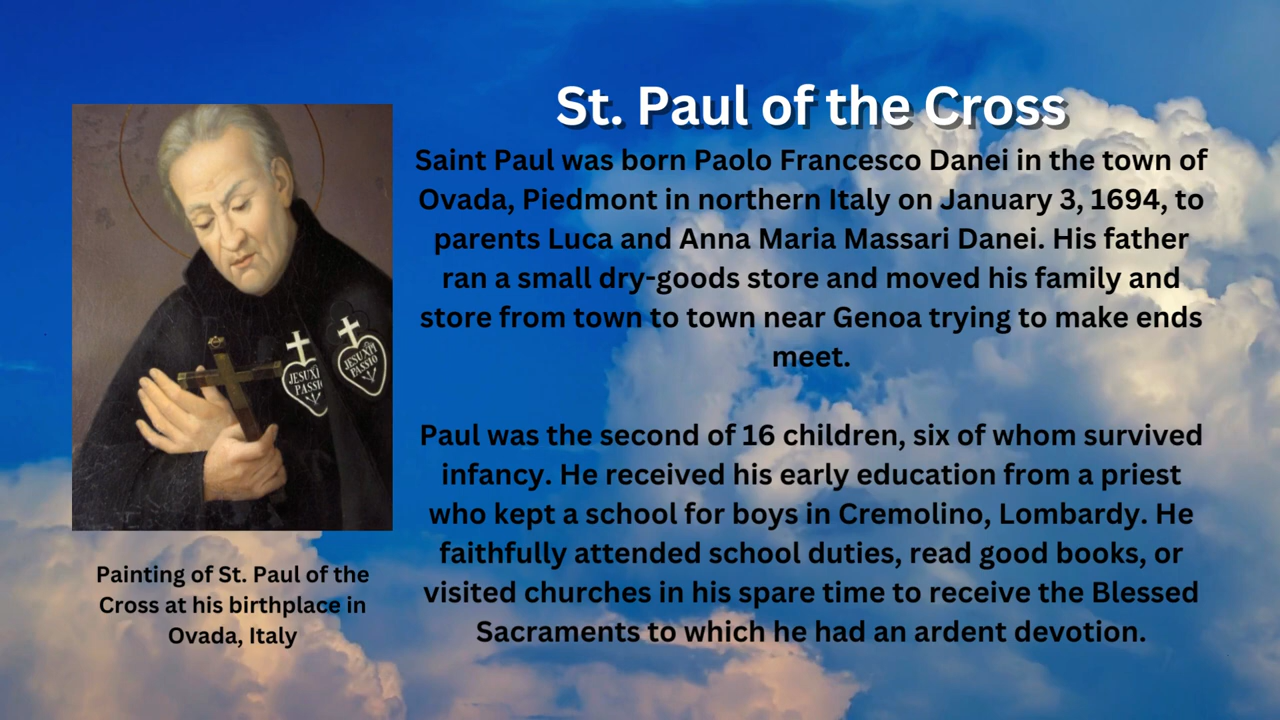 St. Paul of the Cross
Saint Paul was born Paolo Francesco Danei in the town of
Ovada, Piedmont in northern Italy on January 3, 1694, to
parents Luca and Anna Maria Massari Danei. His father
ran a small dry-goods store and moved his family and
store from town to town near Genoa trying to make ends
meet.
Paul was the second of 16 children, six of whom survived
infancy. He received his early education from a priest
who kept a school for boys in Cremolino, Lombardy. He
faithfully attended school duties, read good books, or
visited churches in his spare time to receive the Blessed
Sacraments to which he had an ardent devotion.
JESU XPI
PASSIO
JESU XPI
PASSIO
Painting of St. Paul of the
Cross at his birthplace in
Ovada, Italy